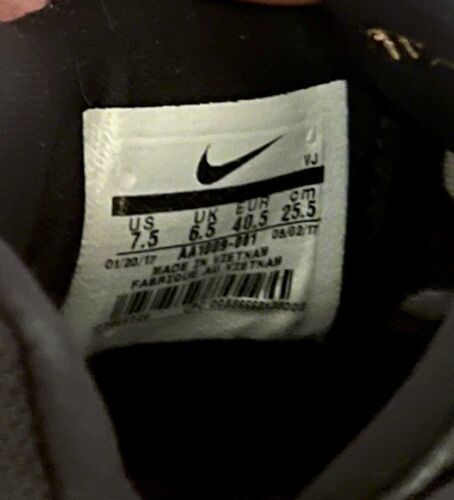 VJ
US UK EUR cm
7.5 6.5 40.5 25.5
01/20/17 AA1009-001 05/02/17
MADE IN VIETNAM
FABRIQUE AU VIETNAM